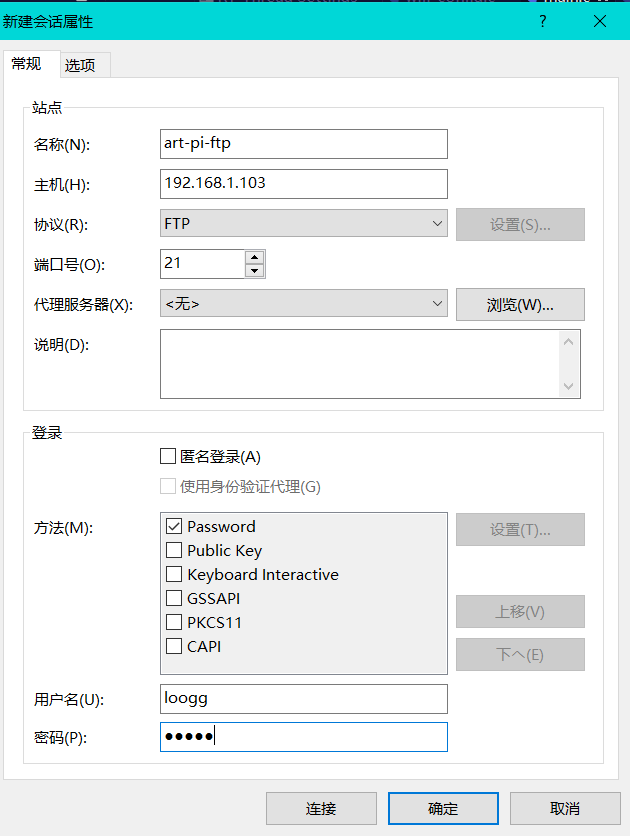 新建会话属性
?
常规 选项
站点
名称(N): art-pi-ftp
主机(H): 192.168.1.103
协议(R): FTP 设置(S)...
端口号(O): 21
代理服务器(X): <无> 浏览(W)...
说明(D):
登录
匿名登录(A)
使用身份验证代理(G)
方法(M): Password 设置(T)...
Public Key
Keyboard Interactive
GSSAPI
PKCS11 上移(V)
CAPI 下へ(E)
用户名(U): loogg
密码(P): ●●●●●
连接 确定 取消